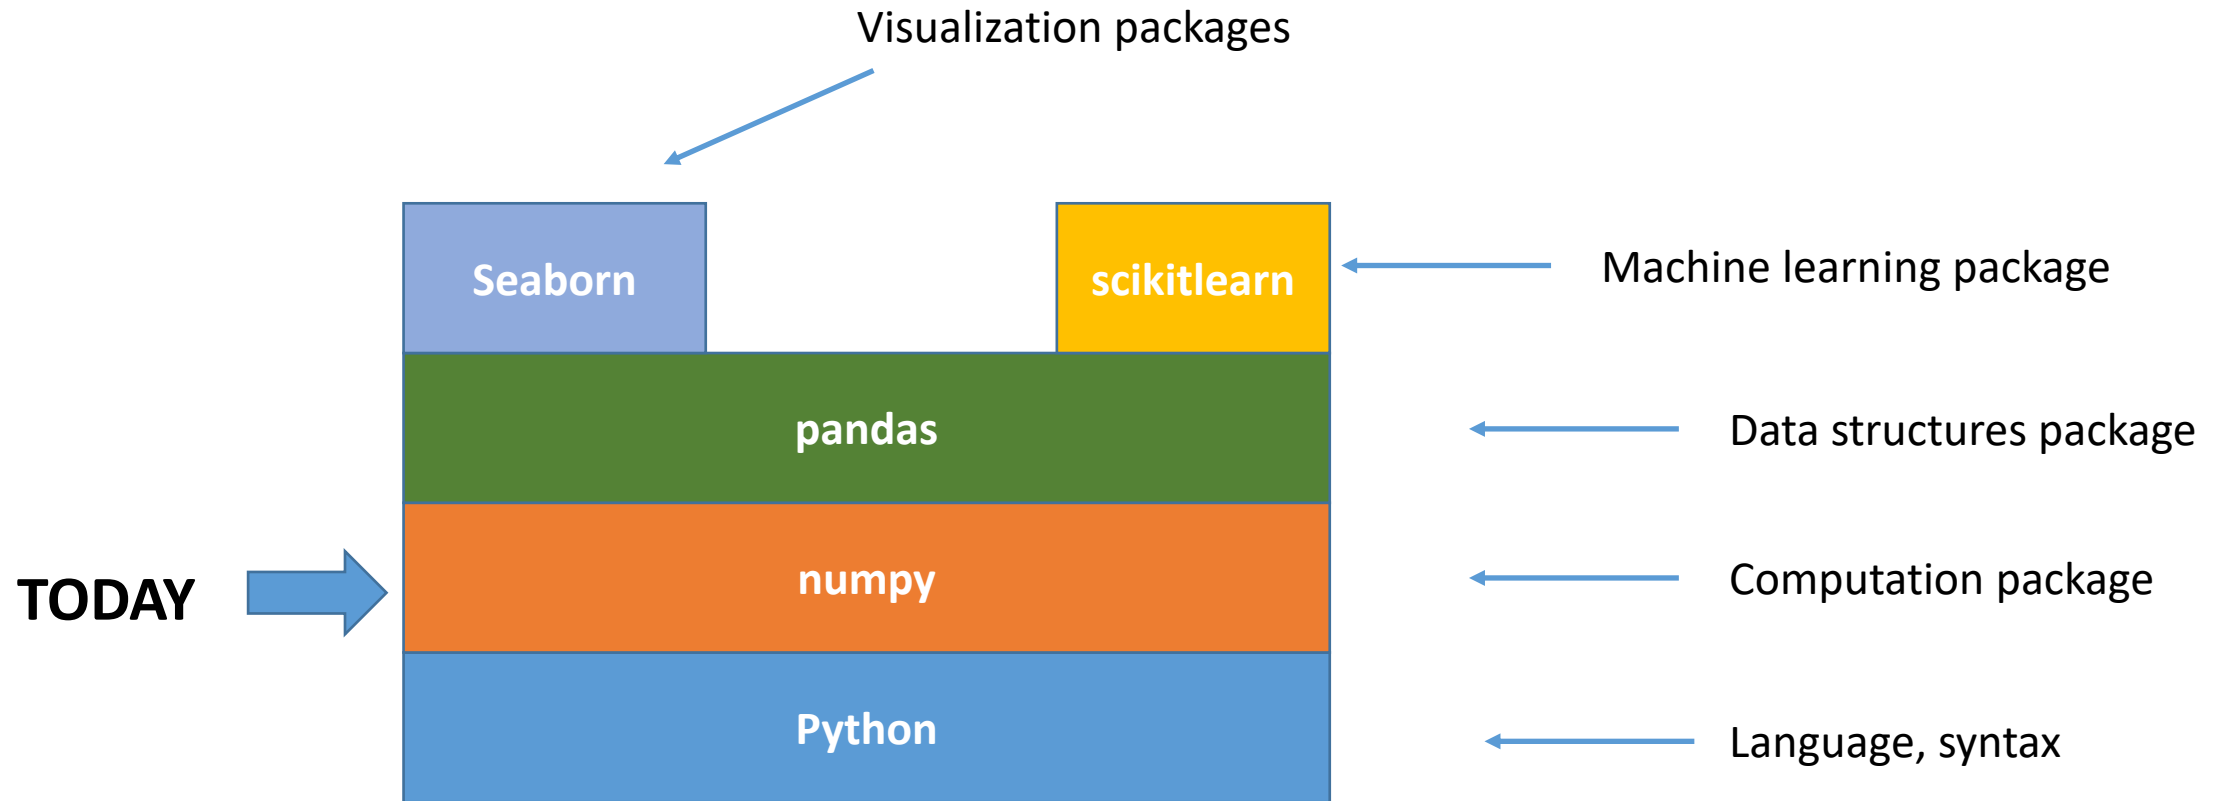 Visualization packages
Seaborn
scikitlearn
Machine learning package
pandas
Data structures package
TODAY
numpy
Computation package
Python
Language, syntax